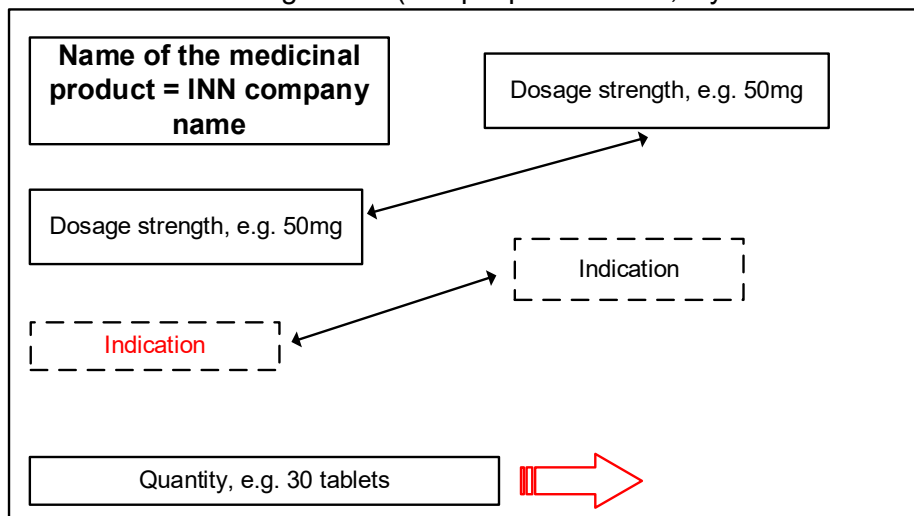 Name of the medicinal
product = INN company
name
Dosage strength, e.g. 50mg
Dosage strength, e.g. 50mg
Indication
Indication
Quantity, e.g. 30 tablets